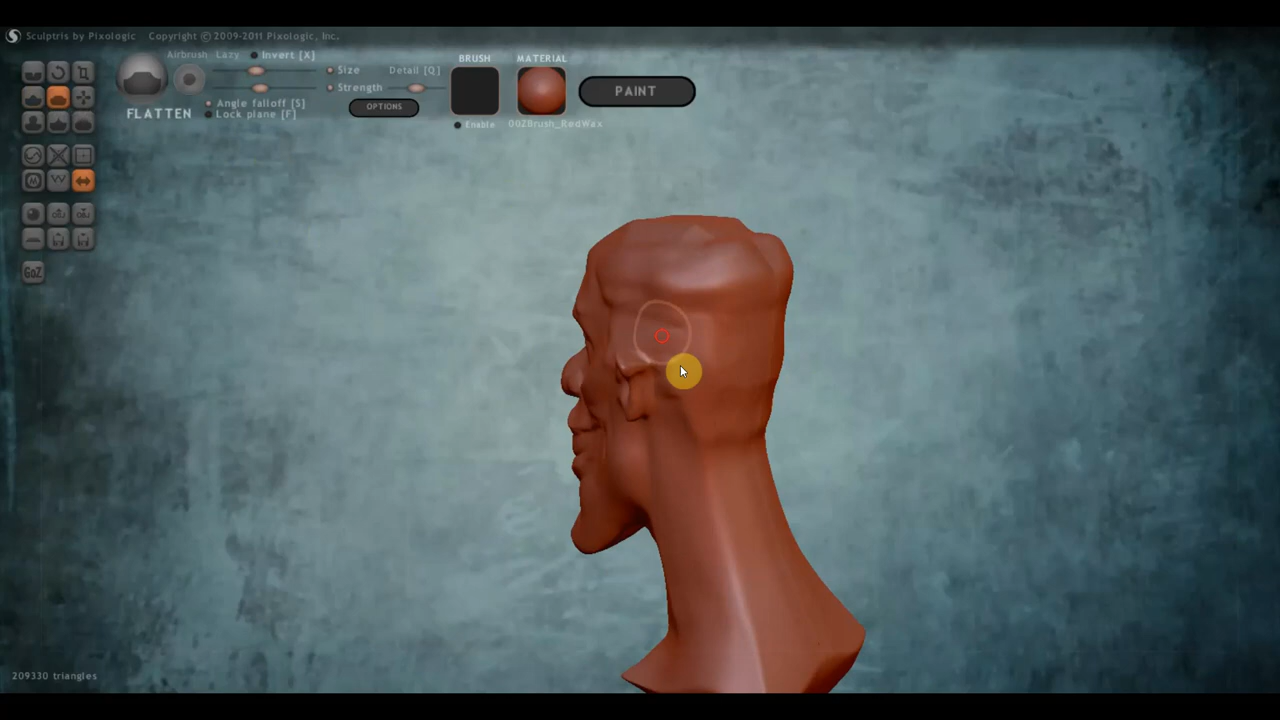 Sculptris by Pixologic Copyright ©2009-2011 Pixologic, Inc.
Airbrush Lazy Invert [X]
Size Detail [Q]
Strength
Angle falloff [S]
Lock plane [F]
FLATTEN
OPTIONS
BRUSH
Enable
MATERIAL
00ZBrush_RedWax
PAINT
GoZ
209330 triangles